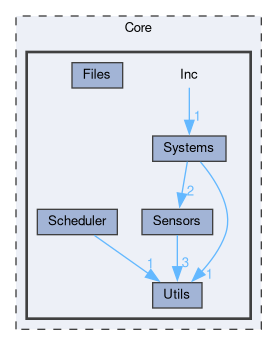 Core
Files
Inc
1
Systems
2
Scheduler
Sensors
1
3
1
Utils